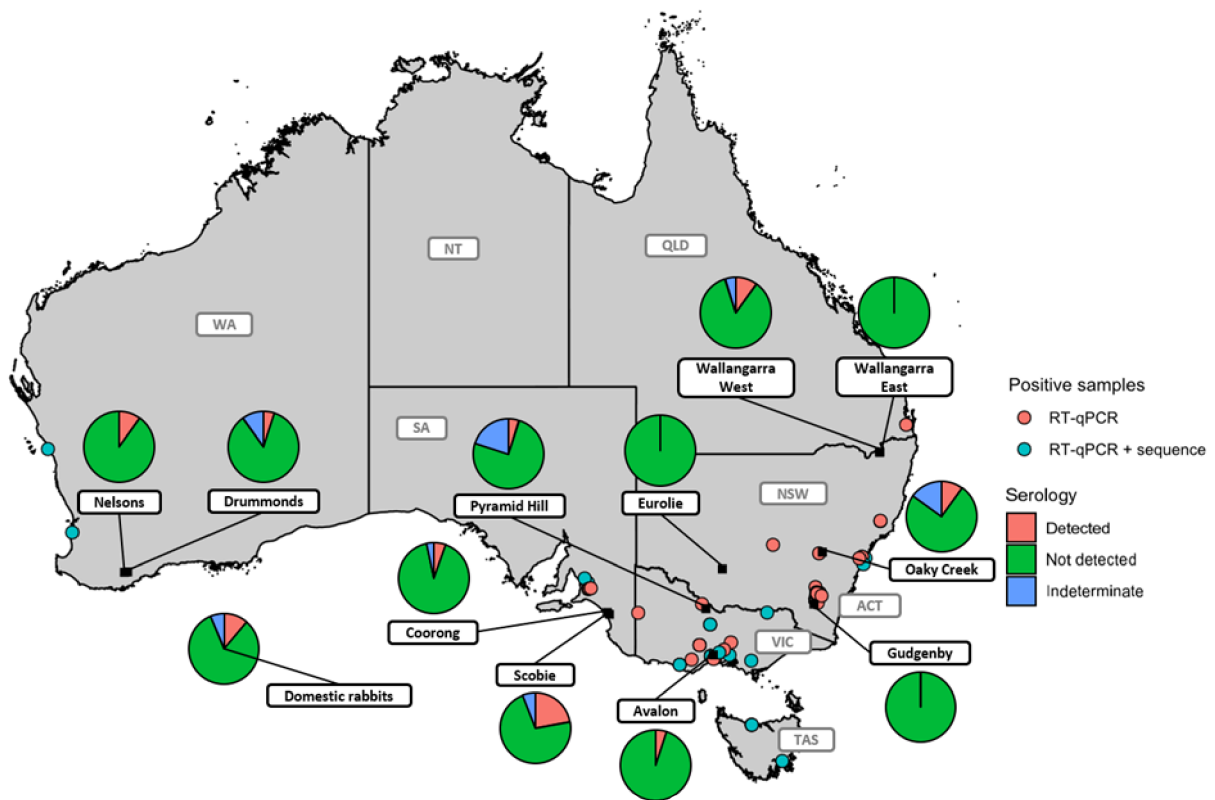 NT
QLD
WA
Wallangarra
West
Wallangarra
East
Positive samples
RT-qPCR
RT-qPCR + sequence
SA
Nelsons
Drummonds
Pyramid Hill
Eurolie
NSW
Serology
Detected
Not detected
Indeterminate
Oaky Creek
ACT
Coorong
VIC
Gudgenby
Scobie
Domestic rabbits
Avalon
TAS